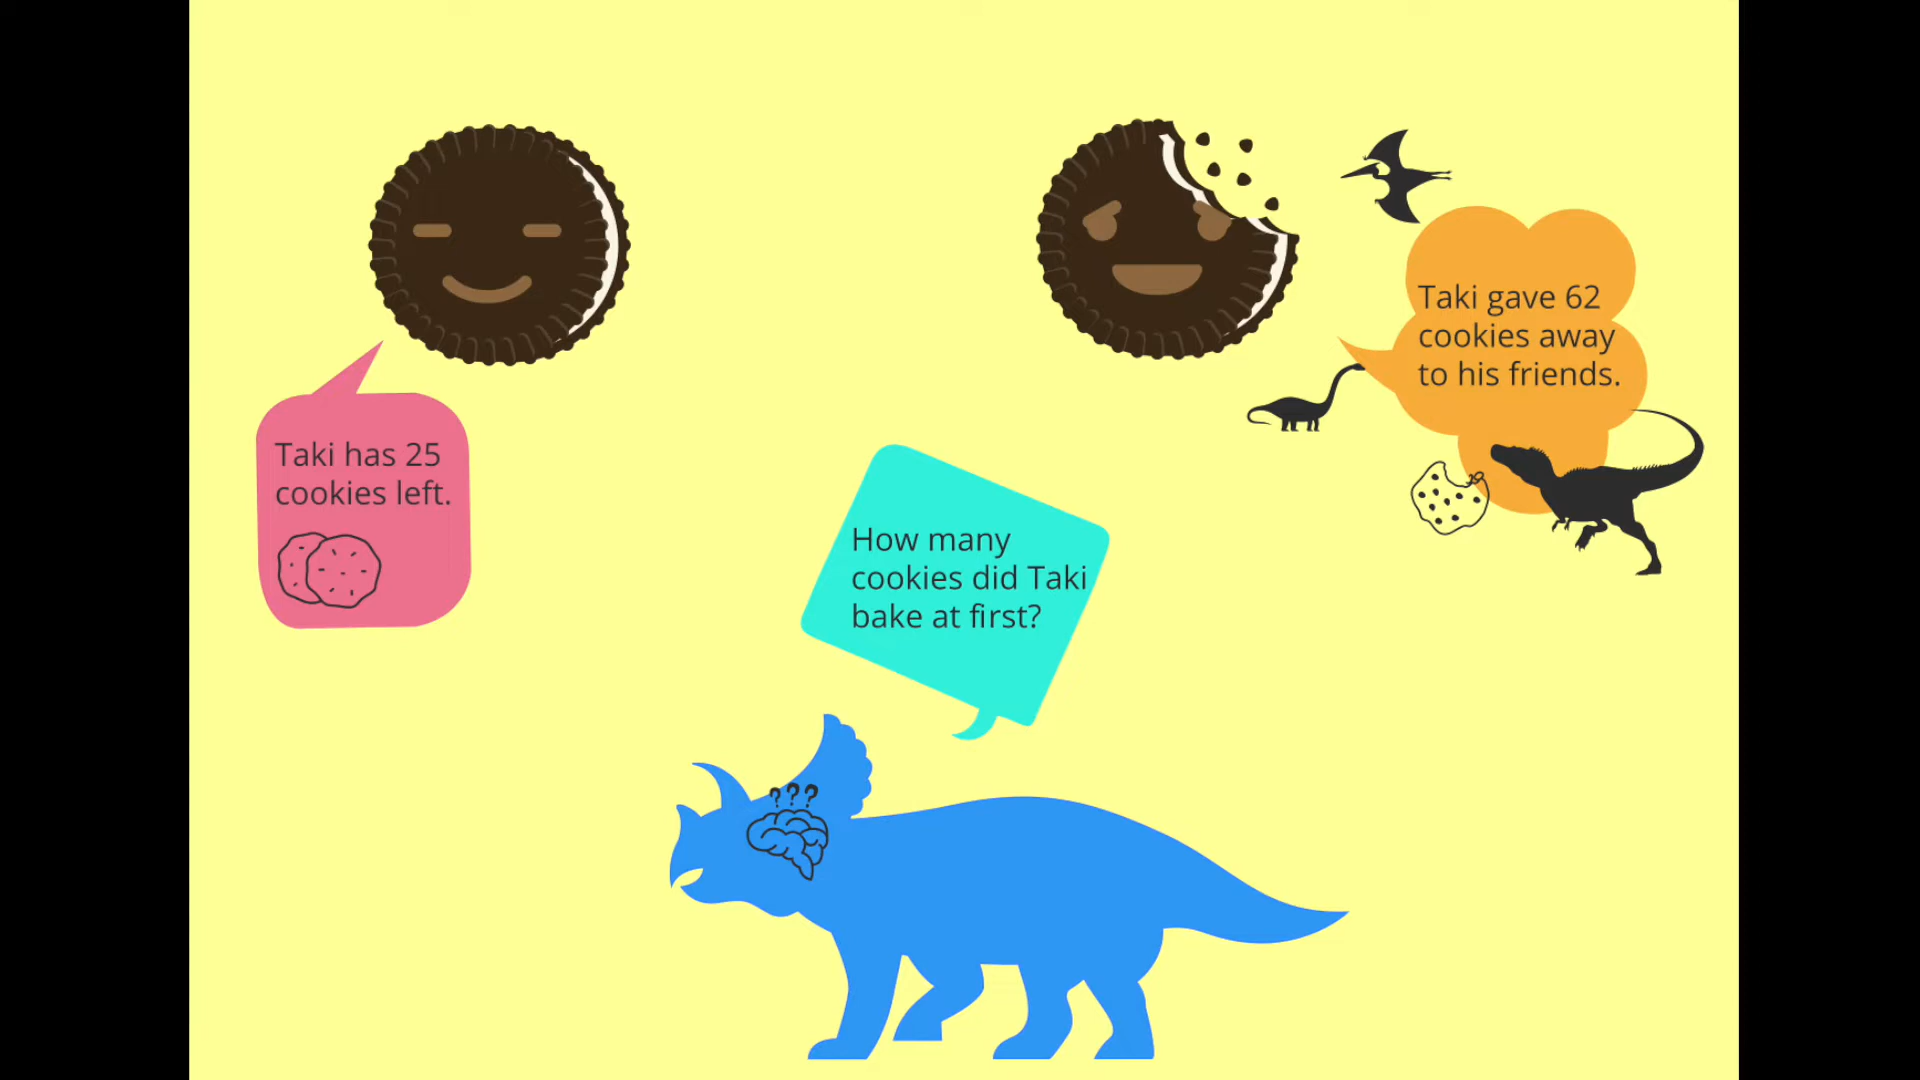 Taki has 25
cookies left.
Taki gave 62
cookies away
to his friends.
How many
cookies did Taki
bake at first?
???